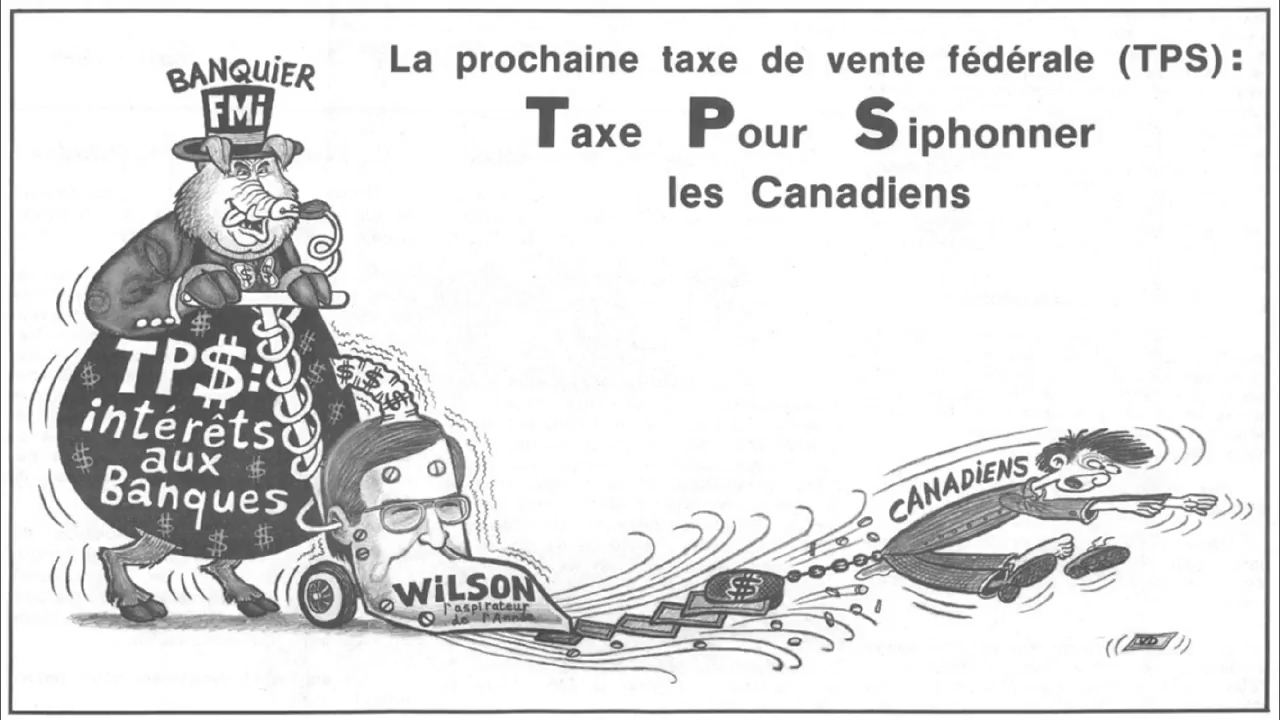 La prochaine taxe de vente fédérale (TPS):
Taxe Pour Siphonner
les Canadiens
BANQUiER
FMi
TP$:
intérêts
aux
Banques
WiLSON
l'aspirateur
de l'Année
CANADiENS